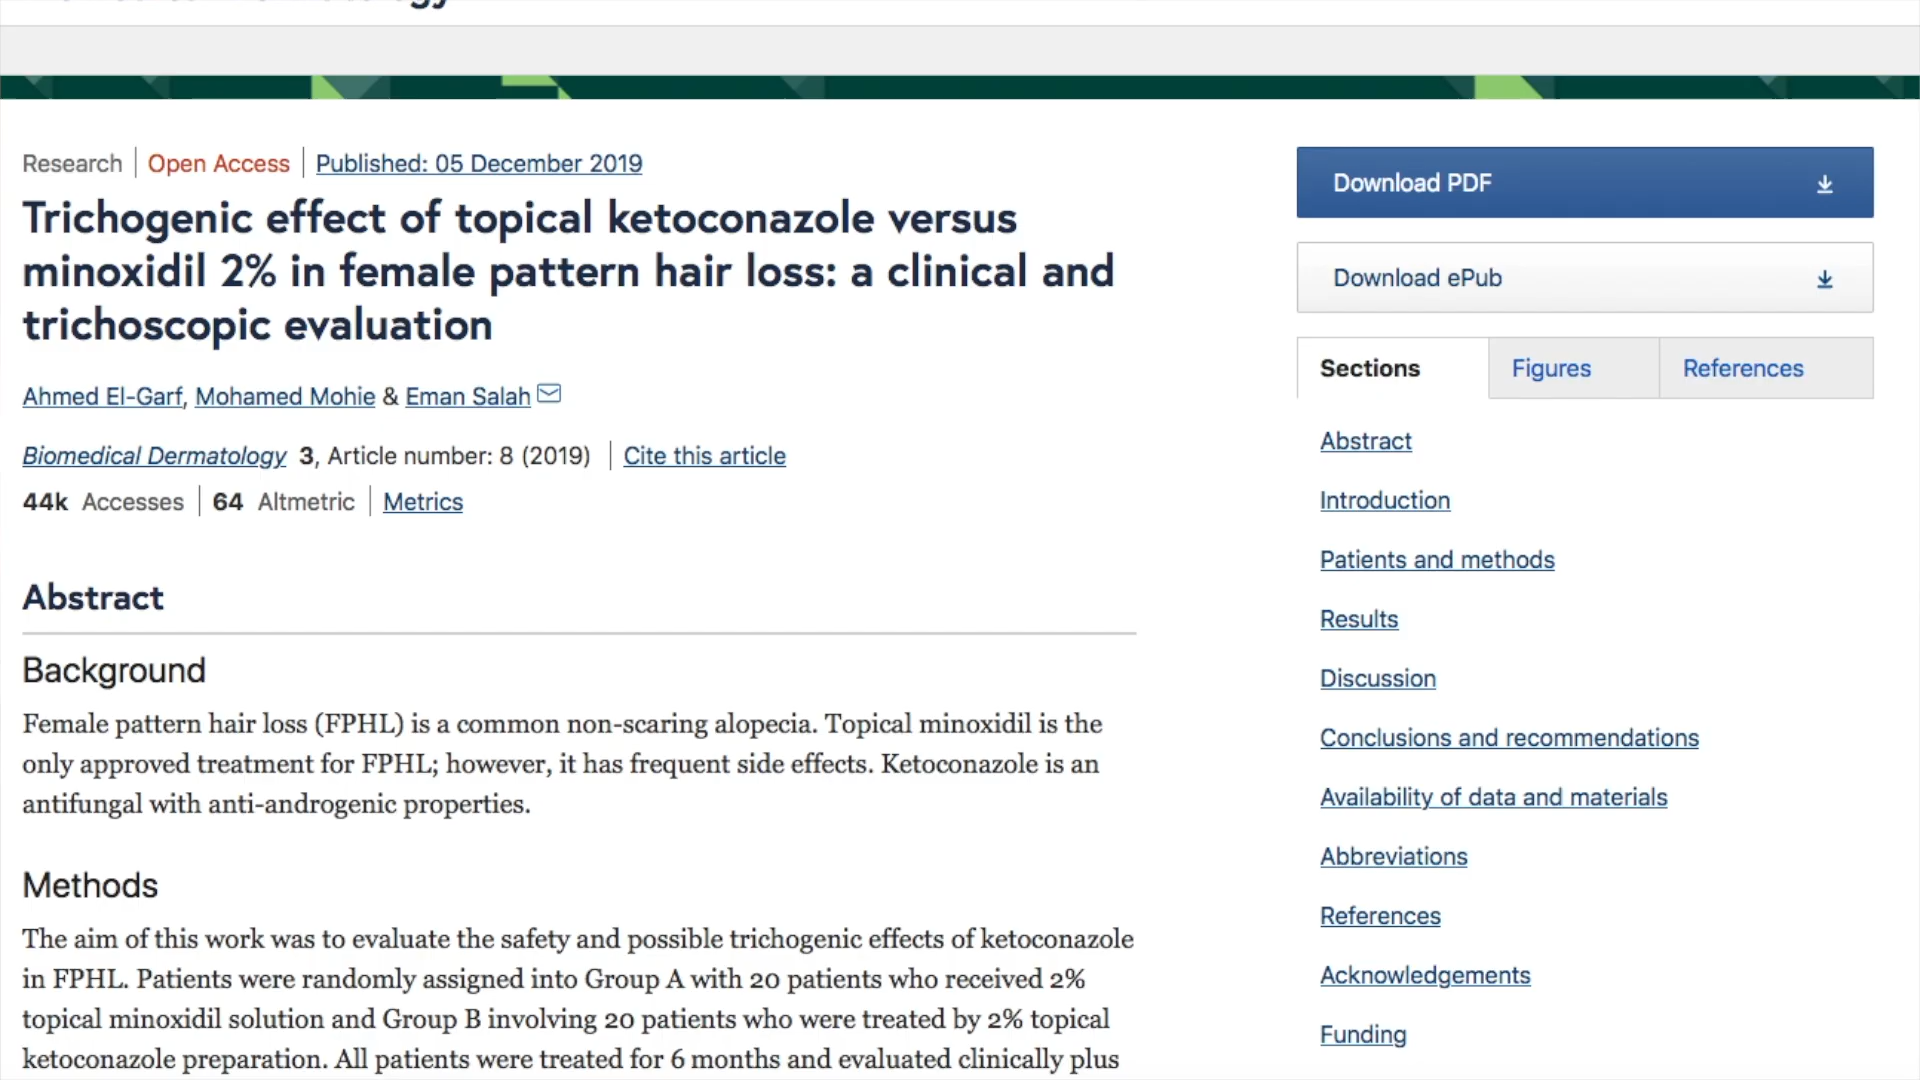 Research | Open Access | Published: 05 December 2019
Trichogenic effect of topical ketoconazole versus
minoxidil 2% in female pattern hair loss: a clinical and
trichoscopic evaluation
Ahmed El-Garf, Mohamed Mohie & Eman Salah
Biomedical Dermatology 3, Article number: 8 (2019) | Cite this article
44k Accesses | 64 Altmetric | Metrics
Abstract
Background
Female pattern hair loss (FPHL) is a common non-scaring alopecia. Topical minoxidil is the
only approved treatment for FPHL; however, it has frequent side effects. Ketoconazole is an
antifungal with anti-androgenic properties.
Methods
The aim of this work was to evaluate the safety and possible trichogenic effects of ketoconazole
in FPHL. Patients were randomly assigned into Group A with 20 patients who received 2%
topical minoxidil solution and Group B involving 20 patients who were treated by 2% topical
ketoconazole preparation. All patients were treated for 6 months and evaluated clinically plus
Download PDF
Download ePub
Sections
Figures
References
Abstract
Introduction
Patients and methods
Results
Discussion
Conclusions and recommendations
Availability of data and materials
Abbreviations
References
Acknowledgements
Funding